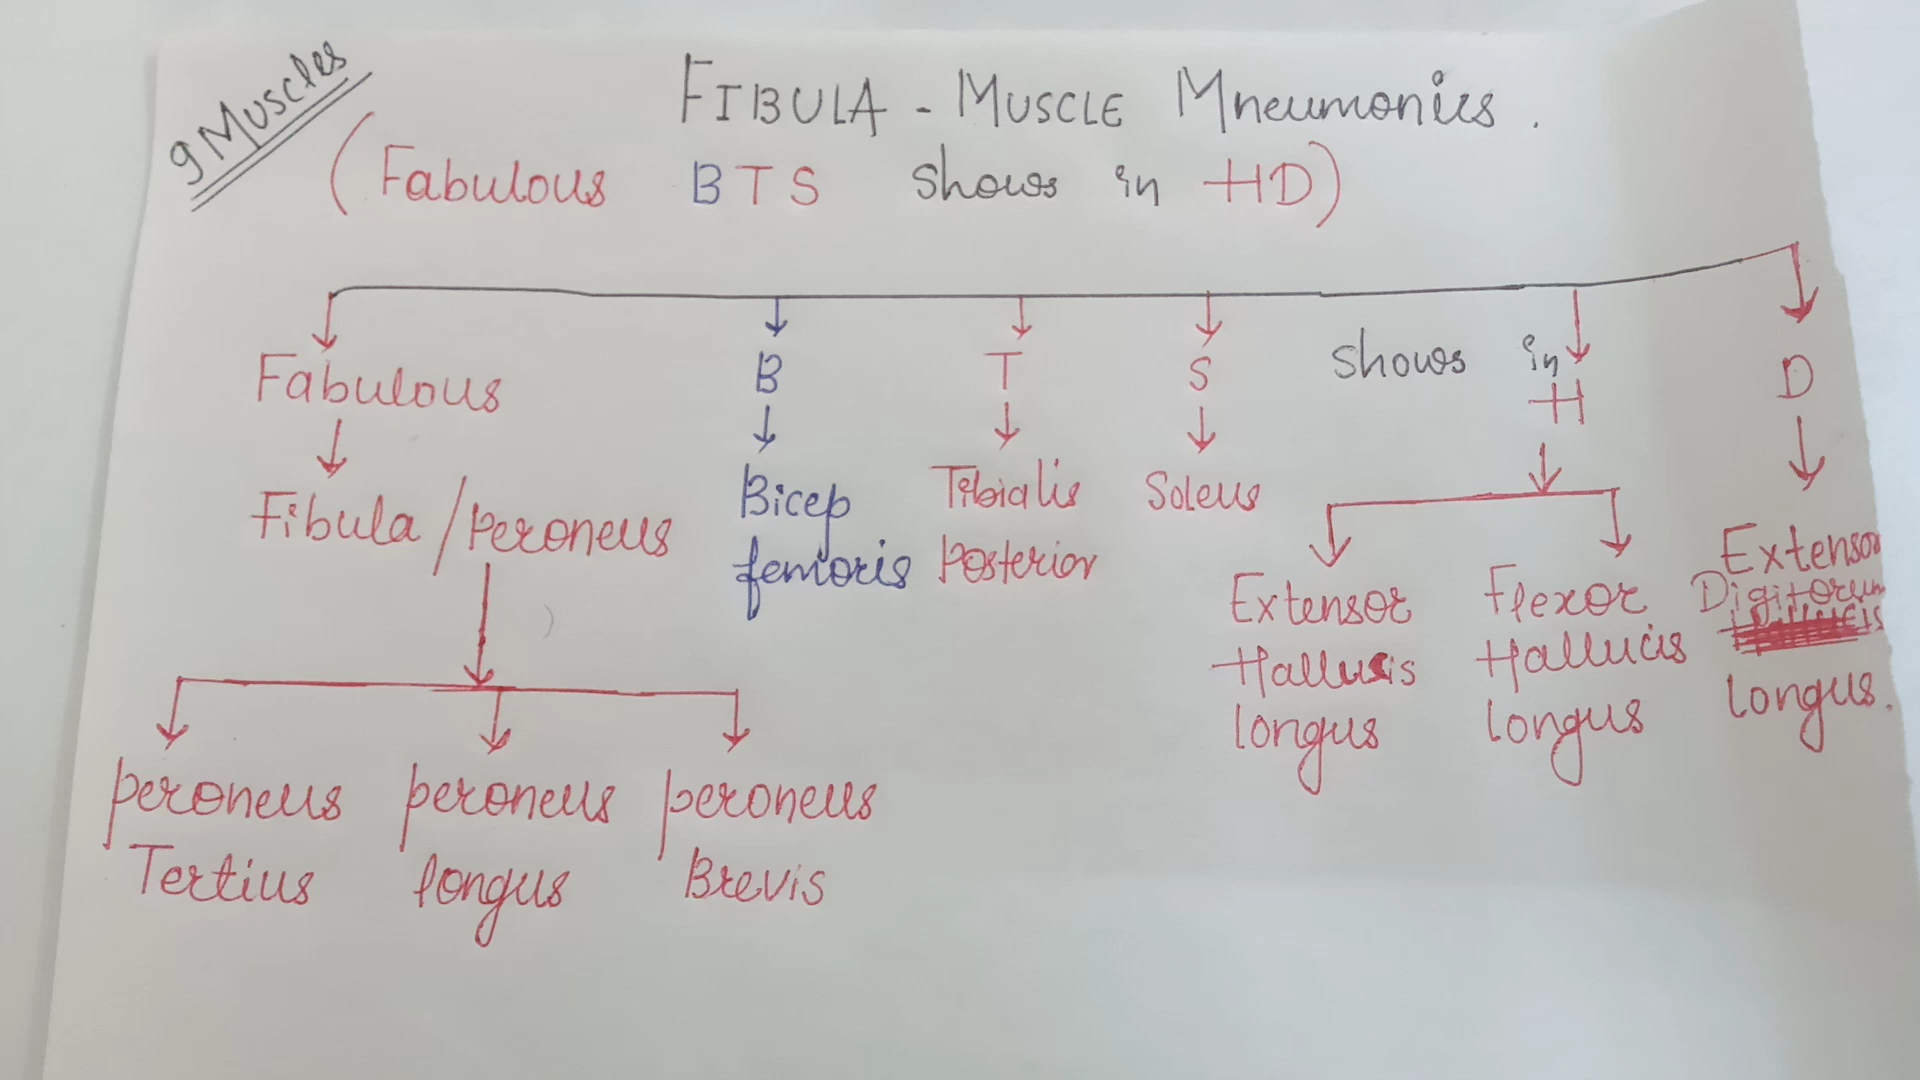 9 Muscles
FIBULA - MUSCLE Mneumonics.
(Fabulous BTS shows in HD)
Fabulous
B
T
S
shows in
H
D
Fibula / Peroneus
Bicep
femoris
Tibialis
Posterior
Soleus
Extensor
Hallucis
longus
Flexor
Hallucis
longus
Extensor
Digitorum
longus.
peroneus
Tertius
peroneus
longus
peroneus
Brevis